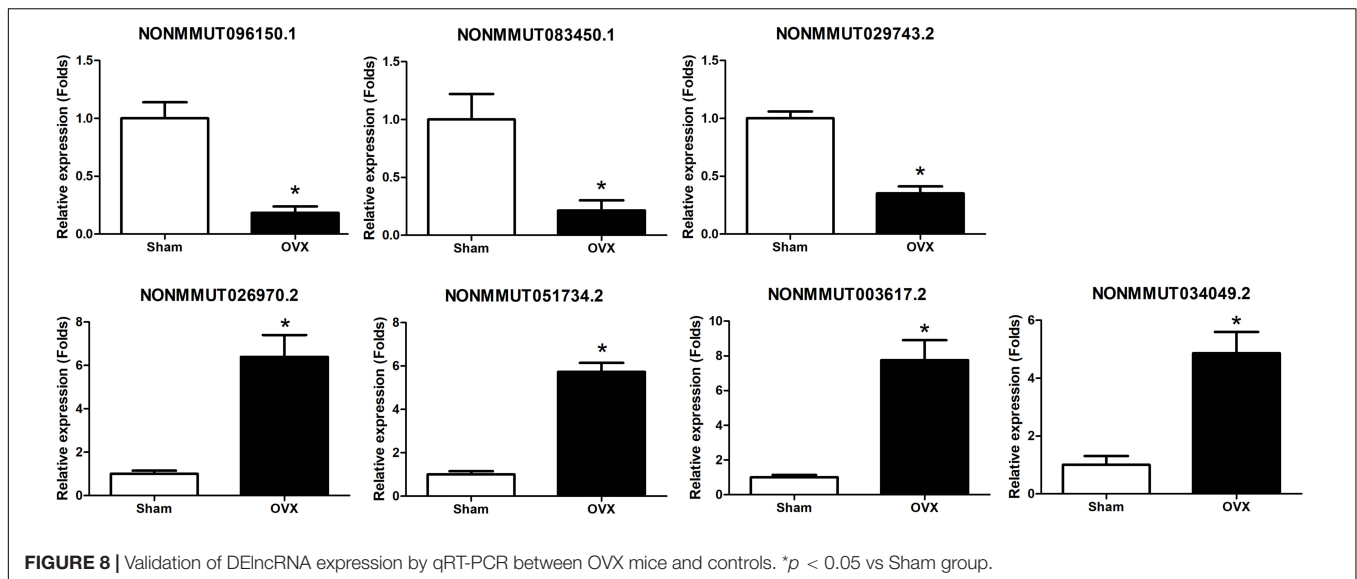 NONMMUT096150.1
Relative expression (Folds)
1.5
1.0
0.5
0.0
*
Sham OVX
NONMMUT083450.1
Relative expression (Folds)
1.5
1.0
0.5
0.0
*
Sham OVX
NONMMUT029743.2
Relative expression (Folds)
1.5
1.0
0.5
0.0
*
Sham OVX
NONMMUT026970.2
Relative expression (Folds)
8
6
4
2
0
*
Sham OVX
NONMMUT051734.2
Relative expression (Folds)
8
6
4
2
0
*
Sham OVX
NONMMUT003617.2
Relative expression (Folds)
10
8
6
4
2
0
*
Sham OVX
NONMMUT034049.2
Relative expression (Folds)
6
4
2
0
*
Sham OVX
FIGURE 8 | Validation of DElncRNA expression by qRT-PCR between OVX mice and controls. *p < 0.05 vs Sham group.